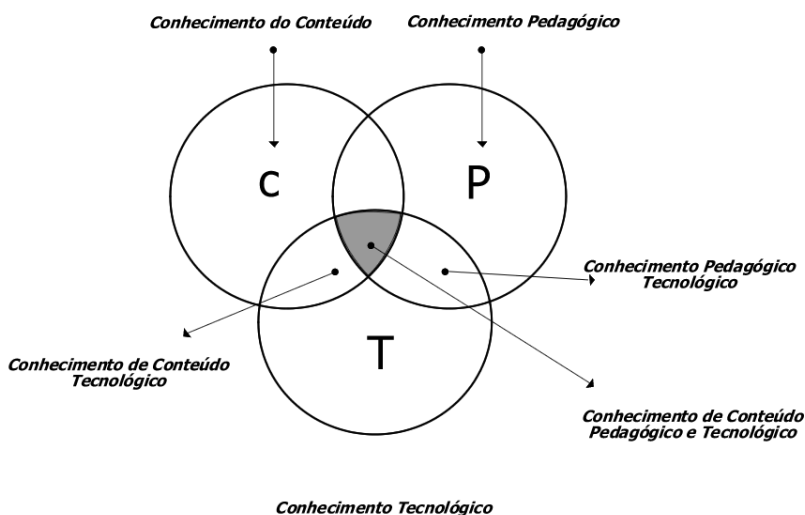 Conhecimento do Conteúdo
Conhecimento Pedagógico
C
P
Conhecimento Pedagógico
Tecnológico
T
Conhecimento de Conteúdo
Tecnológico
Conhecimento de Conteúdo
Pedagógico e Tecnológico
Conhecimento Tecnológico